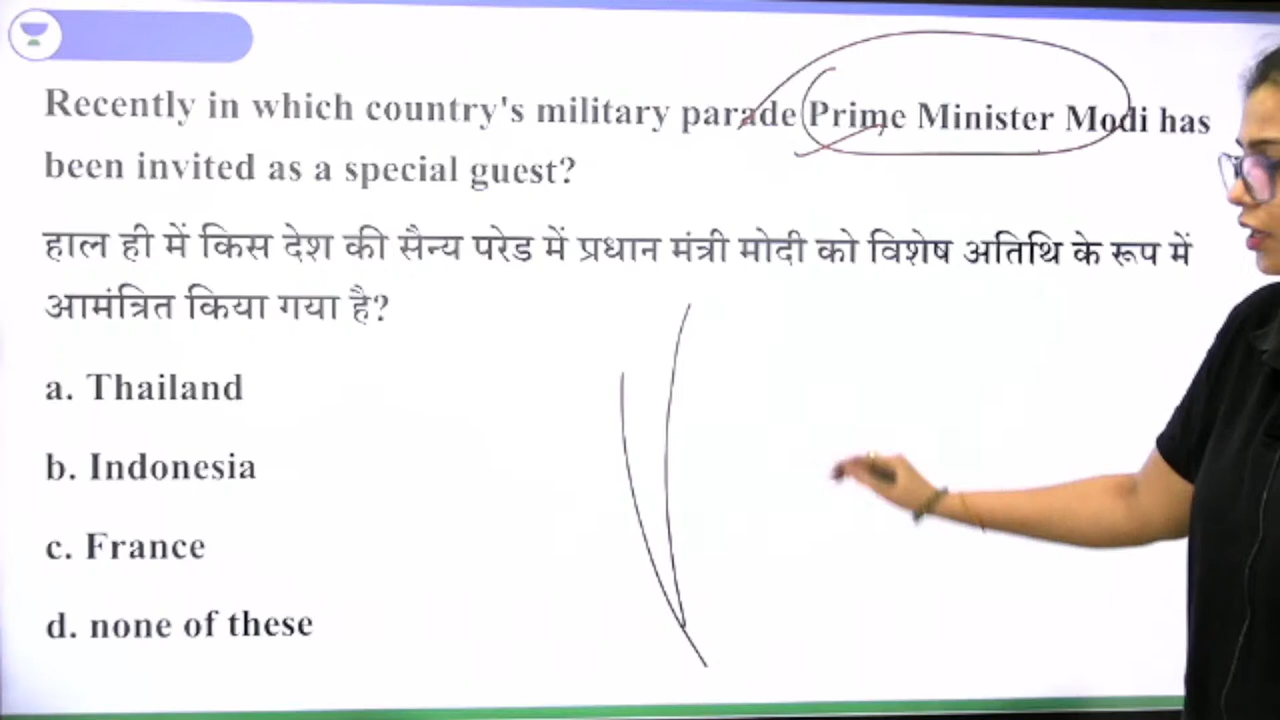 Recently in which country's military parade Prime Minister Modi has
been invited as a special guest?
हाल ही में किस देश की सैन्य परेड में प्रधान मंत्री मोदी को विशेष अतिथि के रूप में
आमंत्रित किया गया है?
a. Thailand
b. Indonesia
c. France
d. none of these